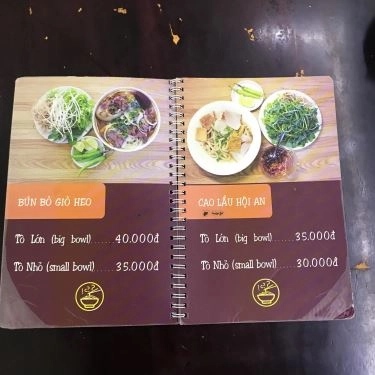 BÚN BÒ GIÒ HEO
Tô Lớn (big bowl)......40.000đ
Tô Nhỏ (small bowl).....35.000đ
CAO LẦU HỘI AN
Tô Lớn (big bowl)......35.000đ
Tô Nhỏ (small bowl).....30.000đ